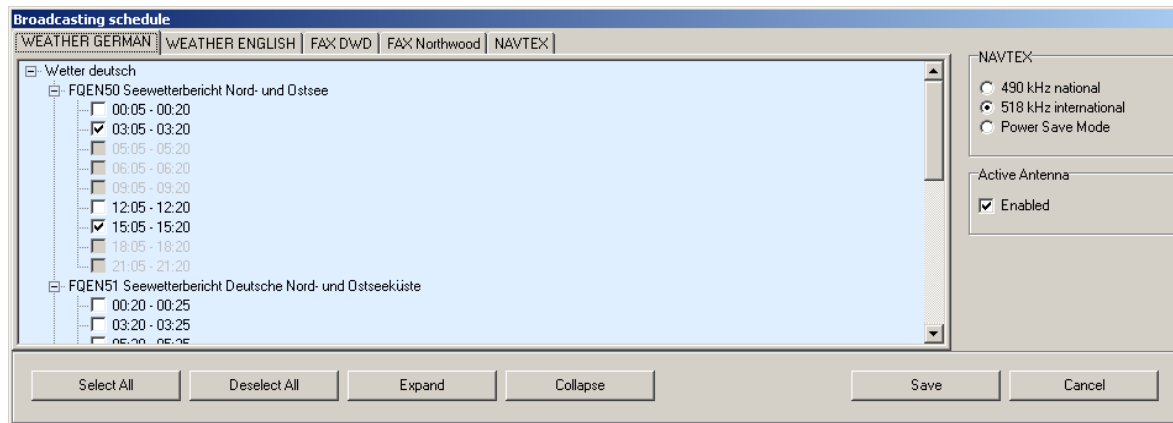 Broadcasting schedule
WEATHER GERMAN WEATHER ENGLISH FAX DWD FAX Northwood NAVTEX
Wetter deutsch
FQEN50 Seewetterbericht Nord- und Ostsee
00:05 - 00:20
03:05 - 03:20
05:05 - 05:20
06:05 - 06:20
09:05 - 09:20
12:05 - 12:20
15:05 - 15:20
18:05 - 18:20
21:05 - 21:20
FQEN51 Seewetterbericht Deutsche Nord- und Ostseeküste
00:20 - 00:25
03:20 - 03:25
05:20 - 05:25
NAVTEX
490 kHz national
518 kHz international
Power Save Mode
Active Antenna
Enabled
Select All Deselect All Expand Collapse Save Cancel